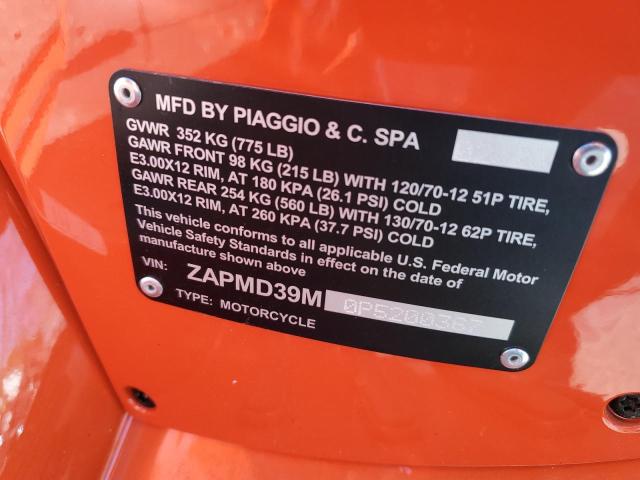 MFD BY PIAGGIO & C. SPA
GVWR 352 KG (775 LB)
GAWR FRONT 98 KG (215 LB) WITH 120/70-12 51P TIRE,
E3.00X12 RIM, AT 180 KPA (26.1 PSI) COLD
GAWR REAR 254 KG (560 LB) WITH 130/70-12 62P TIRE,
E3.00X12 RIM, AT 260 KPA (37.7 PSI) COLD
This vehicle conforms to all applicable U.S. Federal Motor
Vehicle Safety Standards in effect on the date of
manufacture shown above
VIN: ZAPMD39M 0P5200367
TYPE: MOTORCYCLE